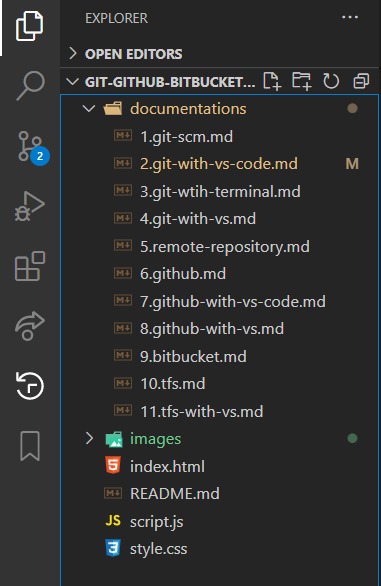 EXPLORER
OPEN EDITORS
GIT-GITHUB-BITBUCKET...
documentations
1.git-scm.md
2.git-with-vs-code.md M
3.git-wtih-terminal.md
4.git-with-vs.md
5.remote-repository.md
6.github.md
7.github-with-vs-code.md
8.github-with-vs.md
9.bitbucket.md
10.tfs.md
11.tfs-with-vs.md
images
index.html
README.md
JS script.js
style.css
2